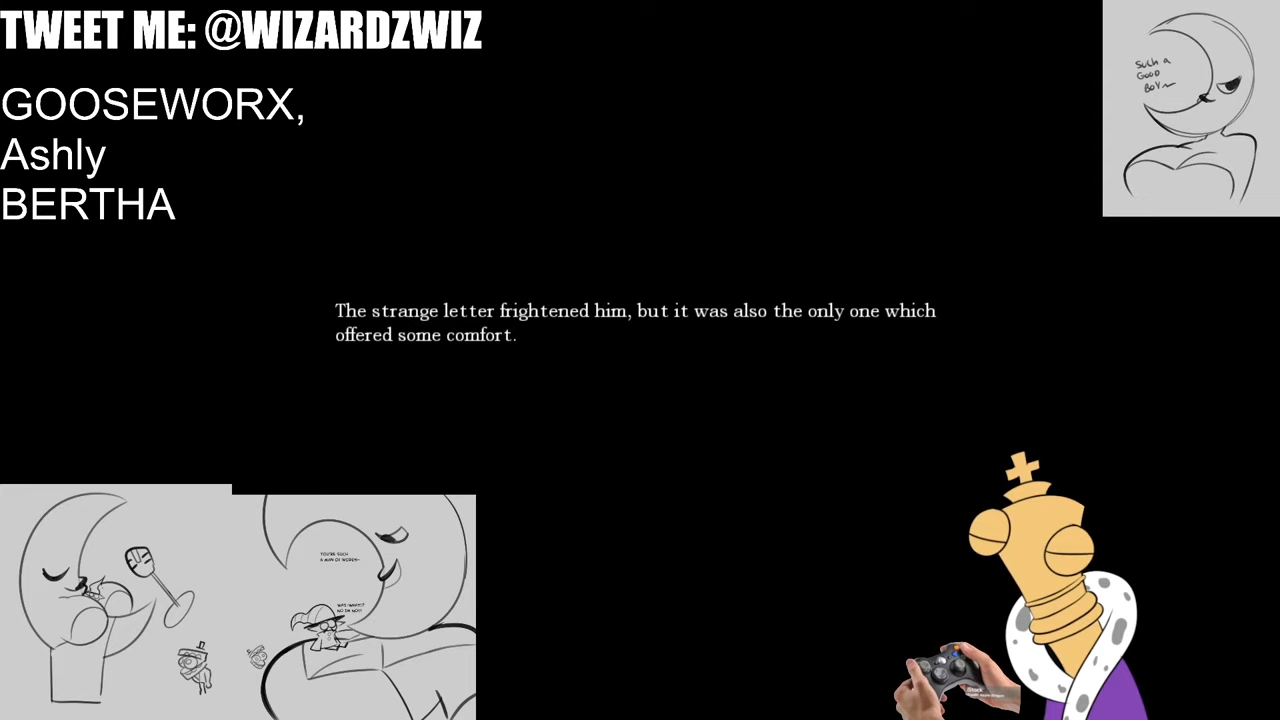 TWEET ME: @WIZARDZWIZ
GOOSEWORX,
Ashly
BERTHA
Such a
Good
Boy~
The strange letter frightened him, but it was also the only one which
offered some comfort.
YOU'RE SUCH
A MAN OF WORDS~
iStock